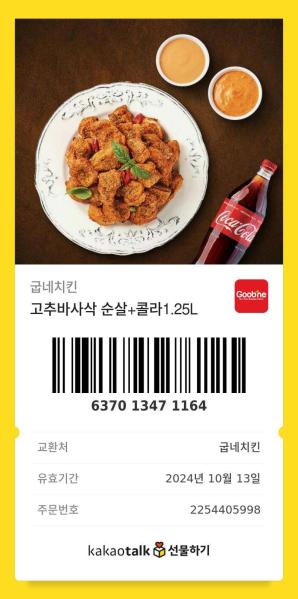 Coca-Cola
굽네치킨
고추바사삭 순살+콜라1.25L
Goobne
6370 1347 1164
교환처 굽네치킨
유효기간 2024년 10월 13일
주문번호 2254405998
kakaotalk 선물하기